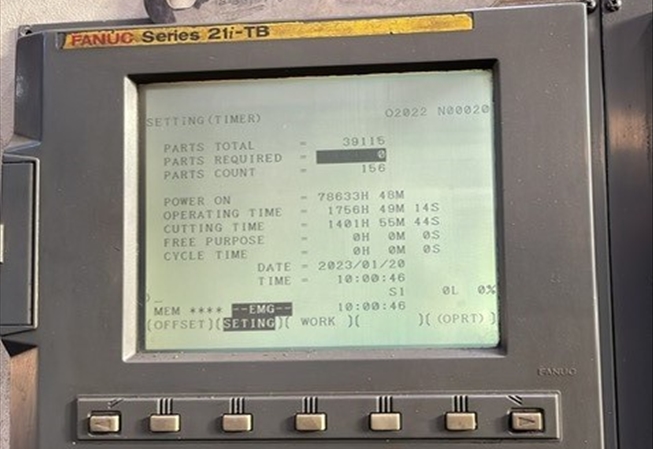 FANUC Series 21i-TB
SETTING(TIMER) O2022 N00020
PARTS TOTAL = 39115
PARTS REQUIRED = 0
PARTS COUNT = 156
POWER ON = 78633H 48M
OPERATING TIME = 1756H 49M 14S
CUTTING TIME = 1401H 55M 44S
FREE PURPOSE = 0H 0M 0S
CYCLE TIME = 0H 0M 0S
DATE = 2023/01/20
TIME = 10:00:46
S1 0L 0%
)_
MEM **** --EMG-- 10:00:46
(OFFSET)(SETING)( WORK )( )( (OPRT) )
FANUC